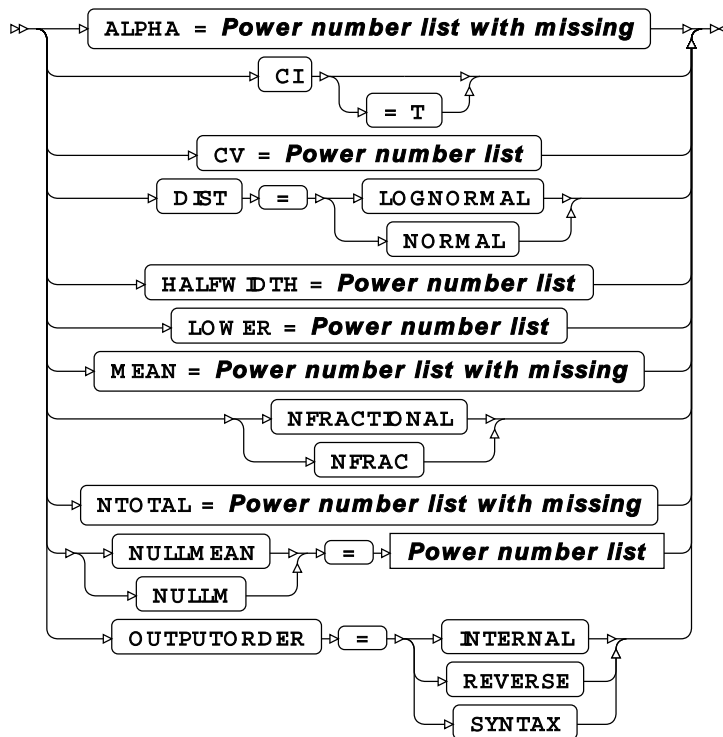 ALPHA = Power number list with missing
CI
= T
CV = Power number list
DIST = LOGNORMAL
NORMAL
HALFWIDTH = Power number list
LOWER = Power number list
MEAN = Power number list with missing
NFRACTIONAL
NFRAC
NTOTAL = Power number list with missing
NULLMEAN = Power number list
NULLM
OUTPUTORDER = INTERNAL
REVERSE
SYNTAX